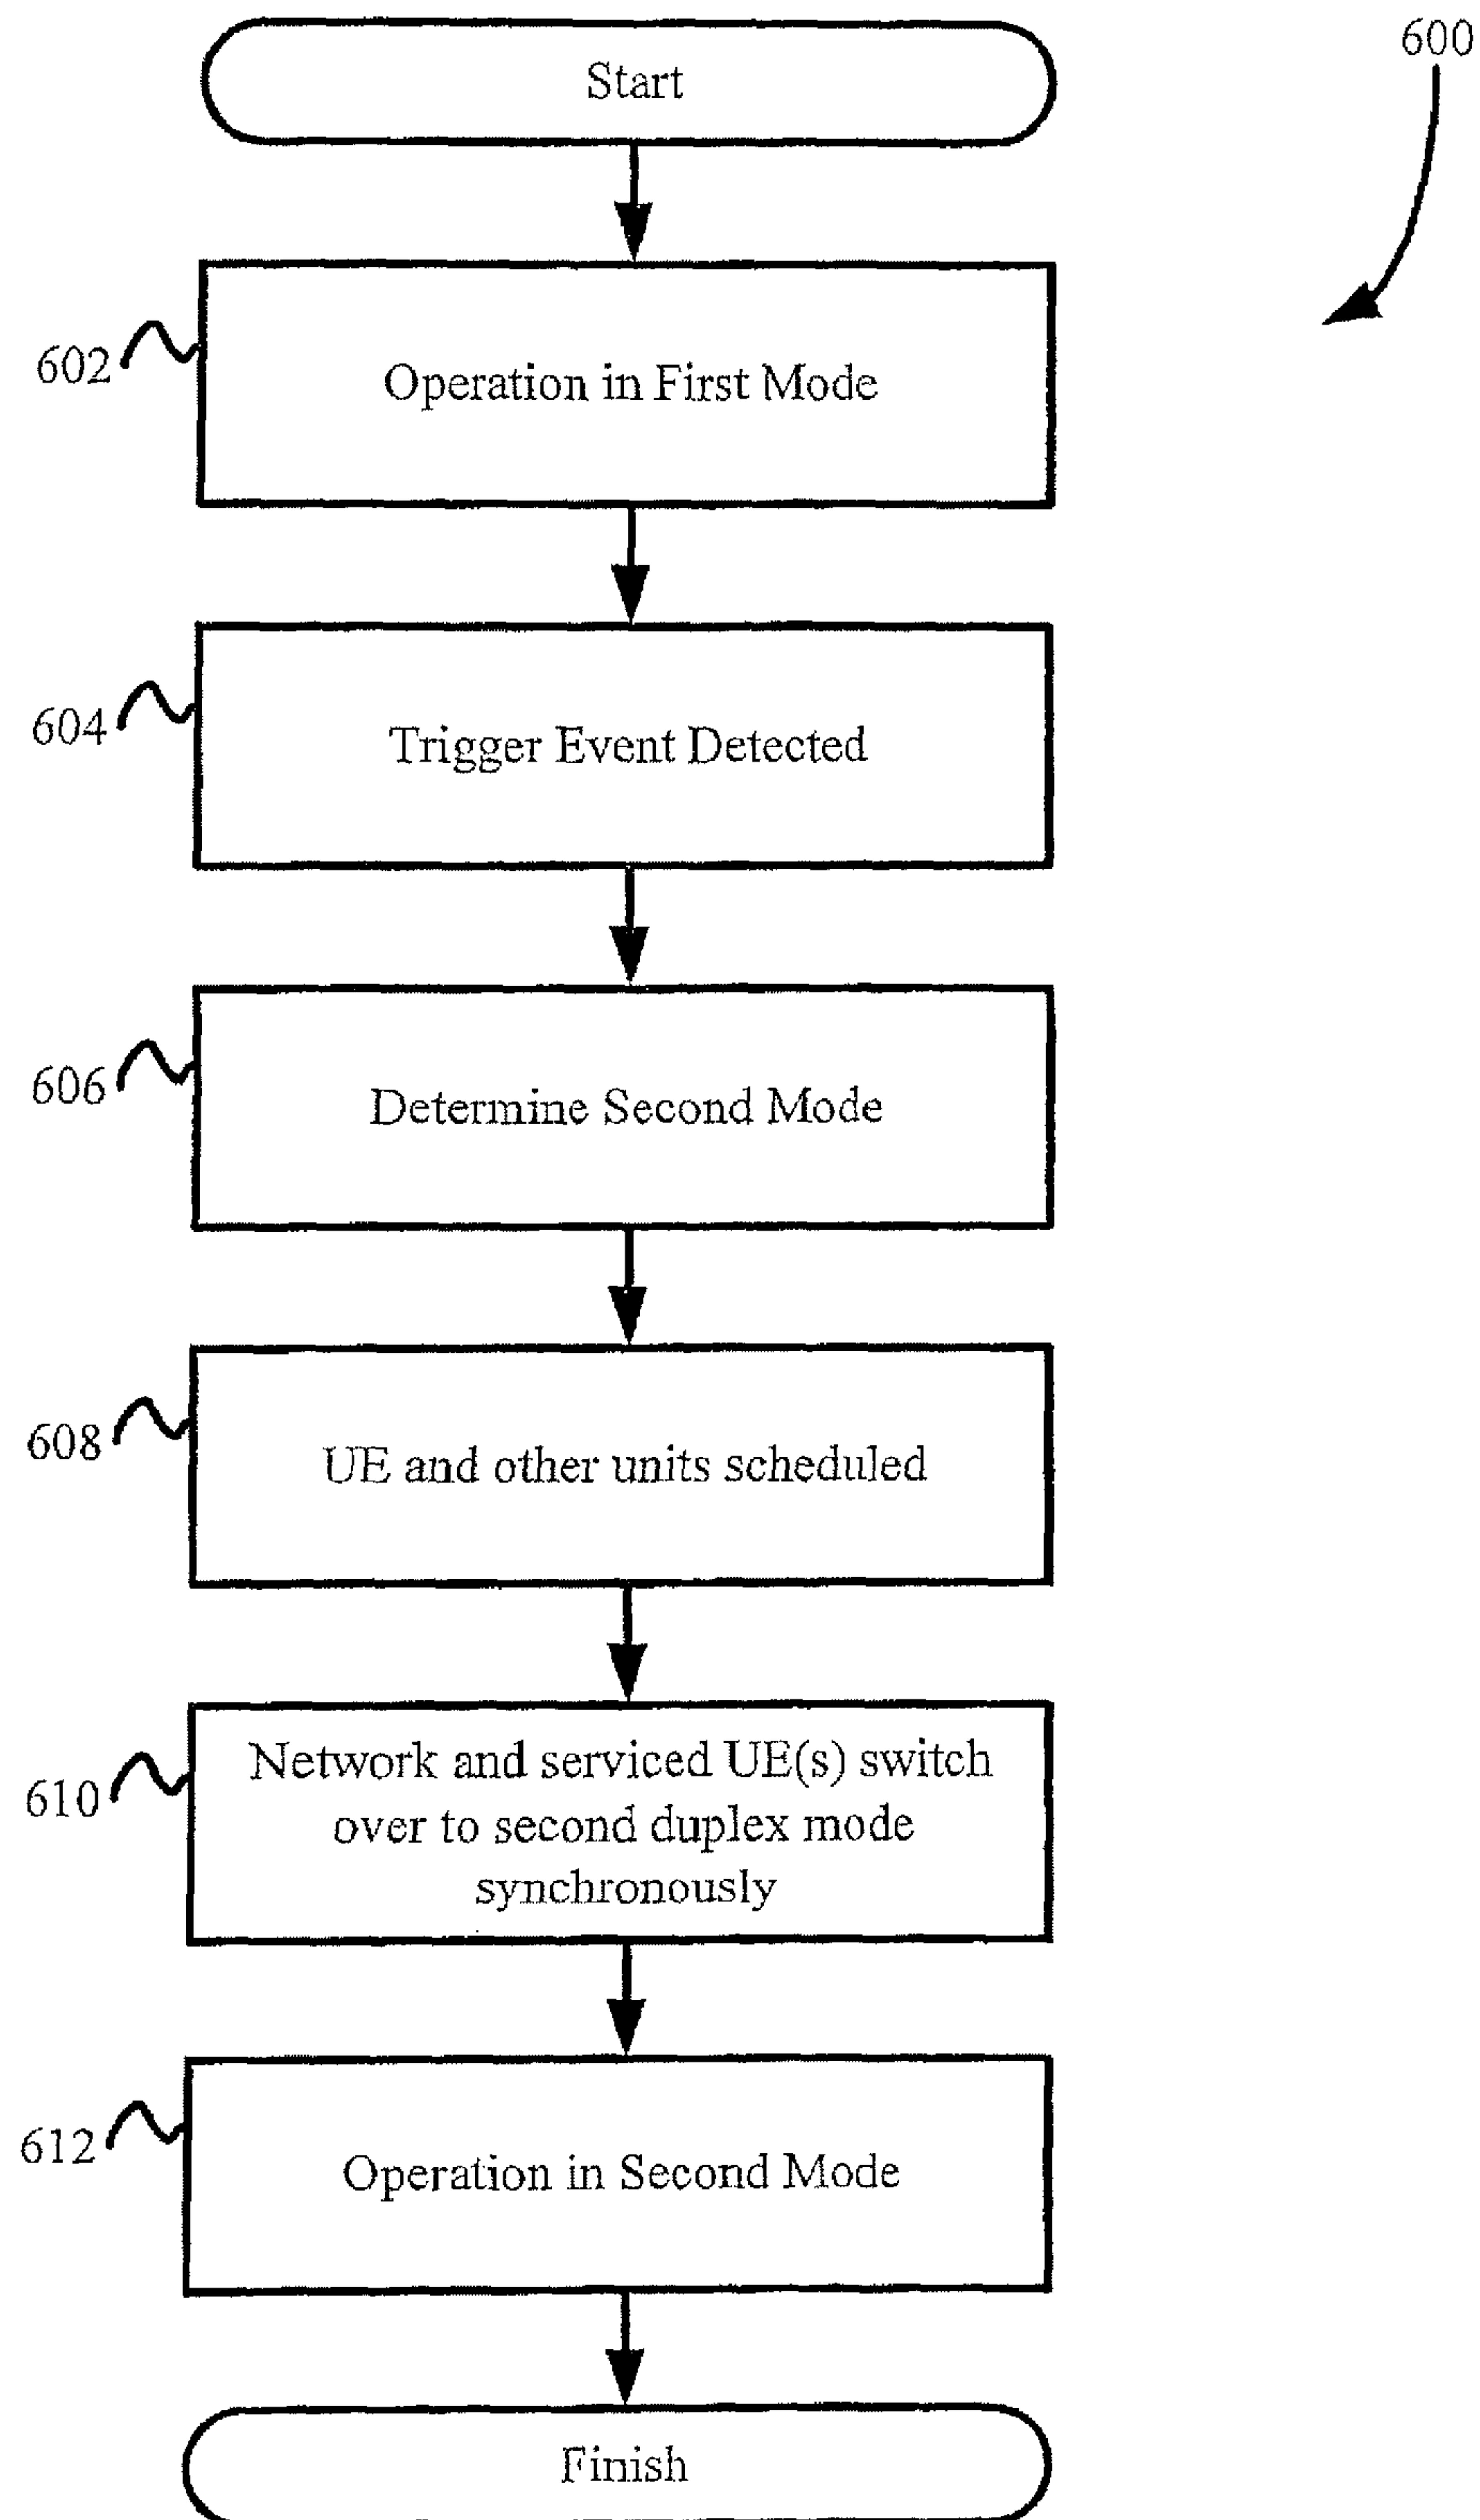 Start
600
602
Operation in First Mode
604
Trigger Event Detected
606
Determine Second Mode
608
UE and other units scheduled
610
Network and serviced UE(s) switch
over to second duplex mode
synchronously
612
Operation in Second Mode
Finish